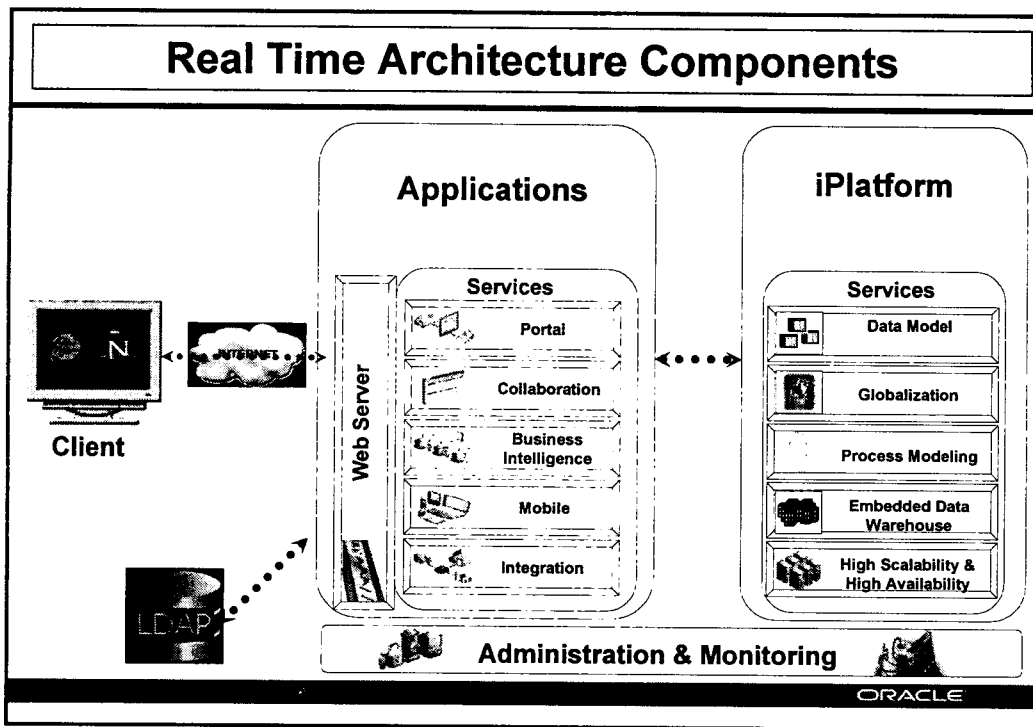 Real Time Architecture Components
Applications
iPlatform
Services
Services
Portal
Data Model
N
INTERNET
Collaboration
Globalization
Client
Web Server
Business
Intelligence
Process Modeling
Mobile
Embedded Data
Warehouse
Integration
High Scalability &
High Availability
LDAP
Administration & Monitoring
ORACLE